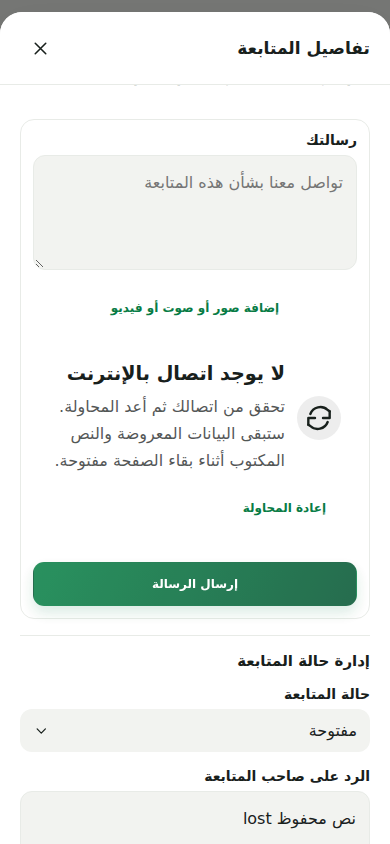 تفاصيل المتابعة
رسالتك
تواصل معنا بشأن هذه المتابعة
إضافة صور أو صوت أو فيديو
لا يوجد اتصال بالإنترنت
تحقق من اتصالك ثم أعد المحاولة.
ستبقى البيانات المعروضة والنص
المكتوب أثناء بقاء الصفحة مفتوحة.
إعادة المحاولة
إرسال الرسالة
إدارة حالة المتابعة
حالة المتابعة
مفتوحة
الرد على صاحب المتابعة
نص محفوظ lost